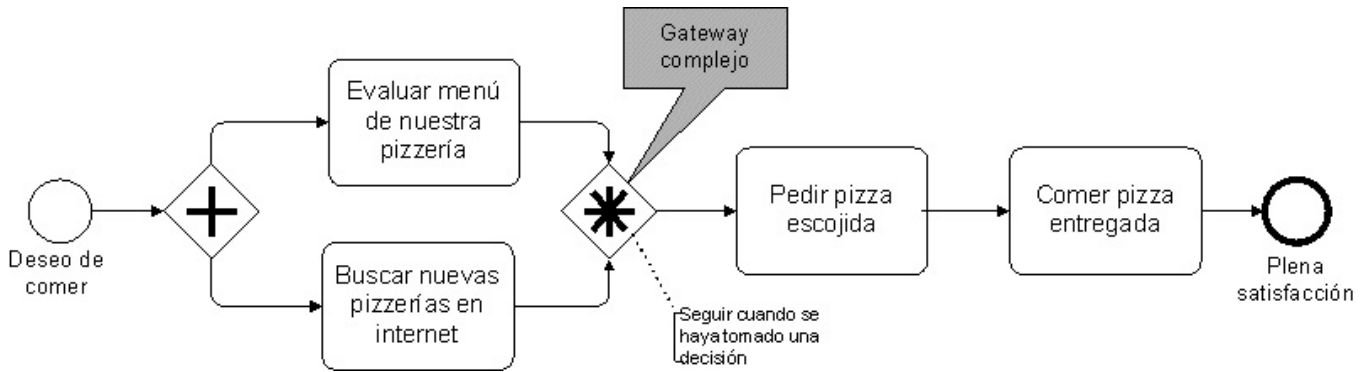 Gateway
complejo
Evaluar menú
de nuestra
pizzería
Deseo de
comer
Buscar nuevas
pizzerías en
internet
Seguir cuando se
haya tomado una
decisión
Pedir pizza
escojida
Comer pizza
entregada
Plena
satisfacción